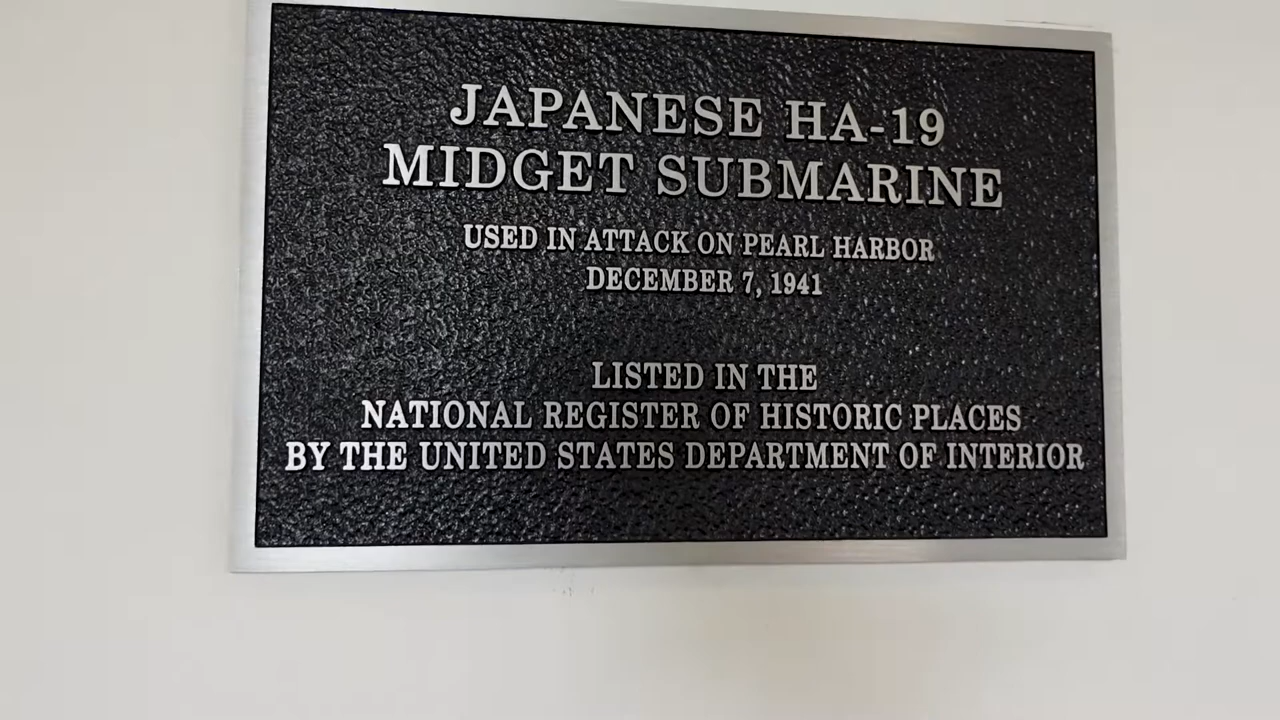 JAPANESE HA-19
MIDGET SUBMARINE
USED IN ATTACK ON PEARL HARBOR
DECEMBER 7, 1941
LISTED IN THE
NATIONAL REGISTER OF HISTORIC PLACES
BY THE UNITED STATES DEPARTMENT OF INTERIOR